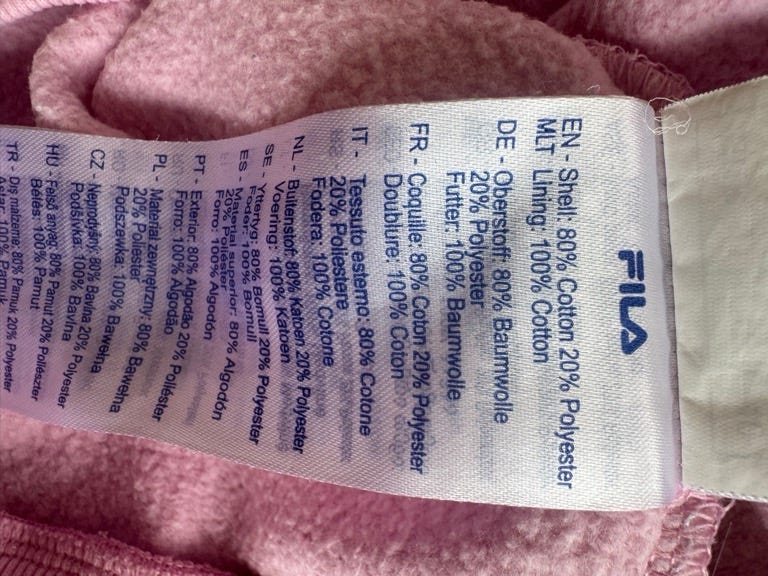 FILA
EN - Shell: 80% Cotton 20% Polyester
MLT Lining: 100% Cotton
DE - Oberstoff: 80% Baumwolle
20% Polyester
Futter: 100% Baumwolle
FR - Coquille: 80% Coton 20% Polyester
Doublure: 100% Coton
IT - Tessuto esterno: 80% Cotone
20% Poliestere
Fodera: 100% Cotone
NL - Buitenstof: 80% Katoen 20% Polyester
Voering: 100% Katoen
SE - Yttertyg: 80% Bomull 20% Polyester
Foder: 100% Bomull
ES - Material superior: 80% Algodón
20% Poliéster
Forro: 100% Algodón
PT - Exterior: 80% Algodão 20% Poliéster
Forro: 100% Algodão
PL - Materiał zewnętrzny: 80% Bawełna
20% Poliester
Podszewka: 100% Bawełna
CZ - Neprodyšný: 80% Bavlna 20% Polyester
Podšívka: 100% Bavlna
HU - Felső anyag: 80% Pamut 20% Poliészter
Bélés: 100% Pamut
TR - Dış malzeme: 80% Pamuk 20% Polyester
Astar: 100% Pamuk